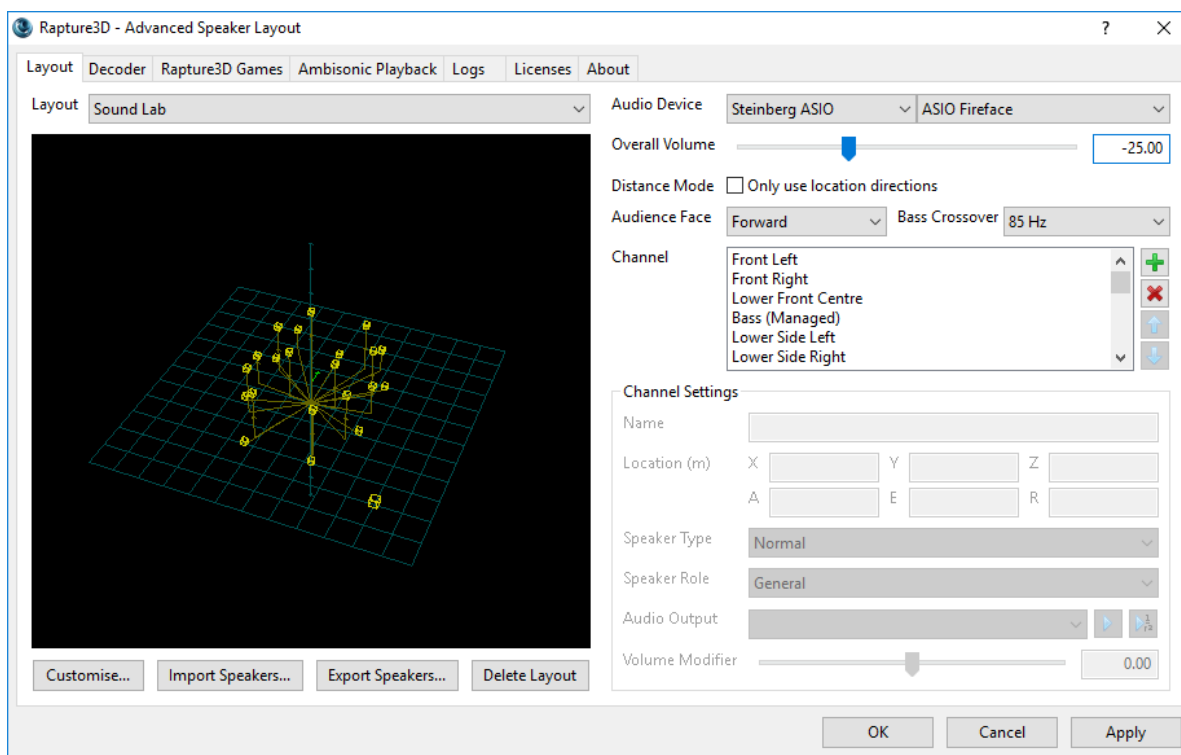 Rapture3D - Advanced Speaker Layout
?
Layout Decoder Rapture3D Games Ambisonic Playback Logs Licenses About
Layout Sound Lab
Audio Device Steinberg ASIO ASIO Fireface
Overall Volume -25.00
Distance Mode Only use location directions
Audience Face Forward Bass Crossover 85 Hz
Channel Front Left
Front Right
Lower Front Centre
Bass (Managed)
Lower Side Left
Lower Side Right
Channel Settings
Name
Location (m) X Y Z
A E R
Speaker Type Normal
Speaker Role General
Audio Output
Volume Modifier 0.00
Customise... Import Speakers... Export Speakers... Delete Layout
OK Cancel Apply